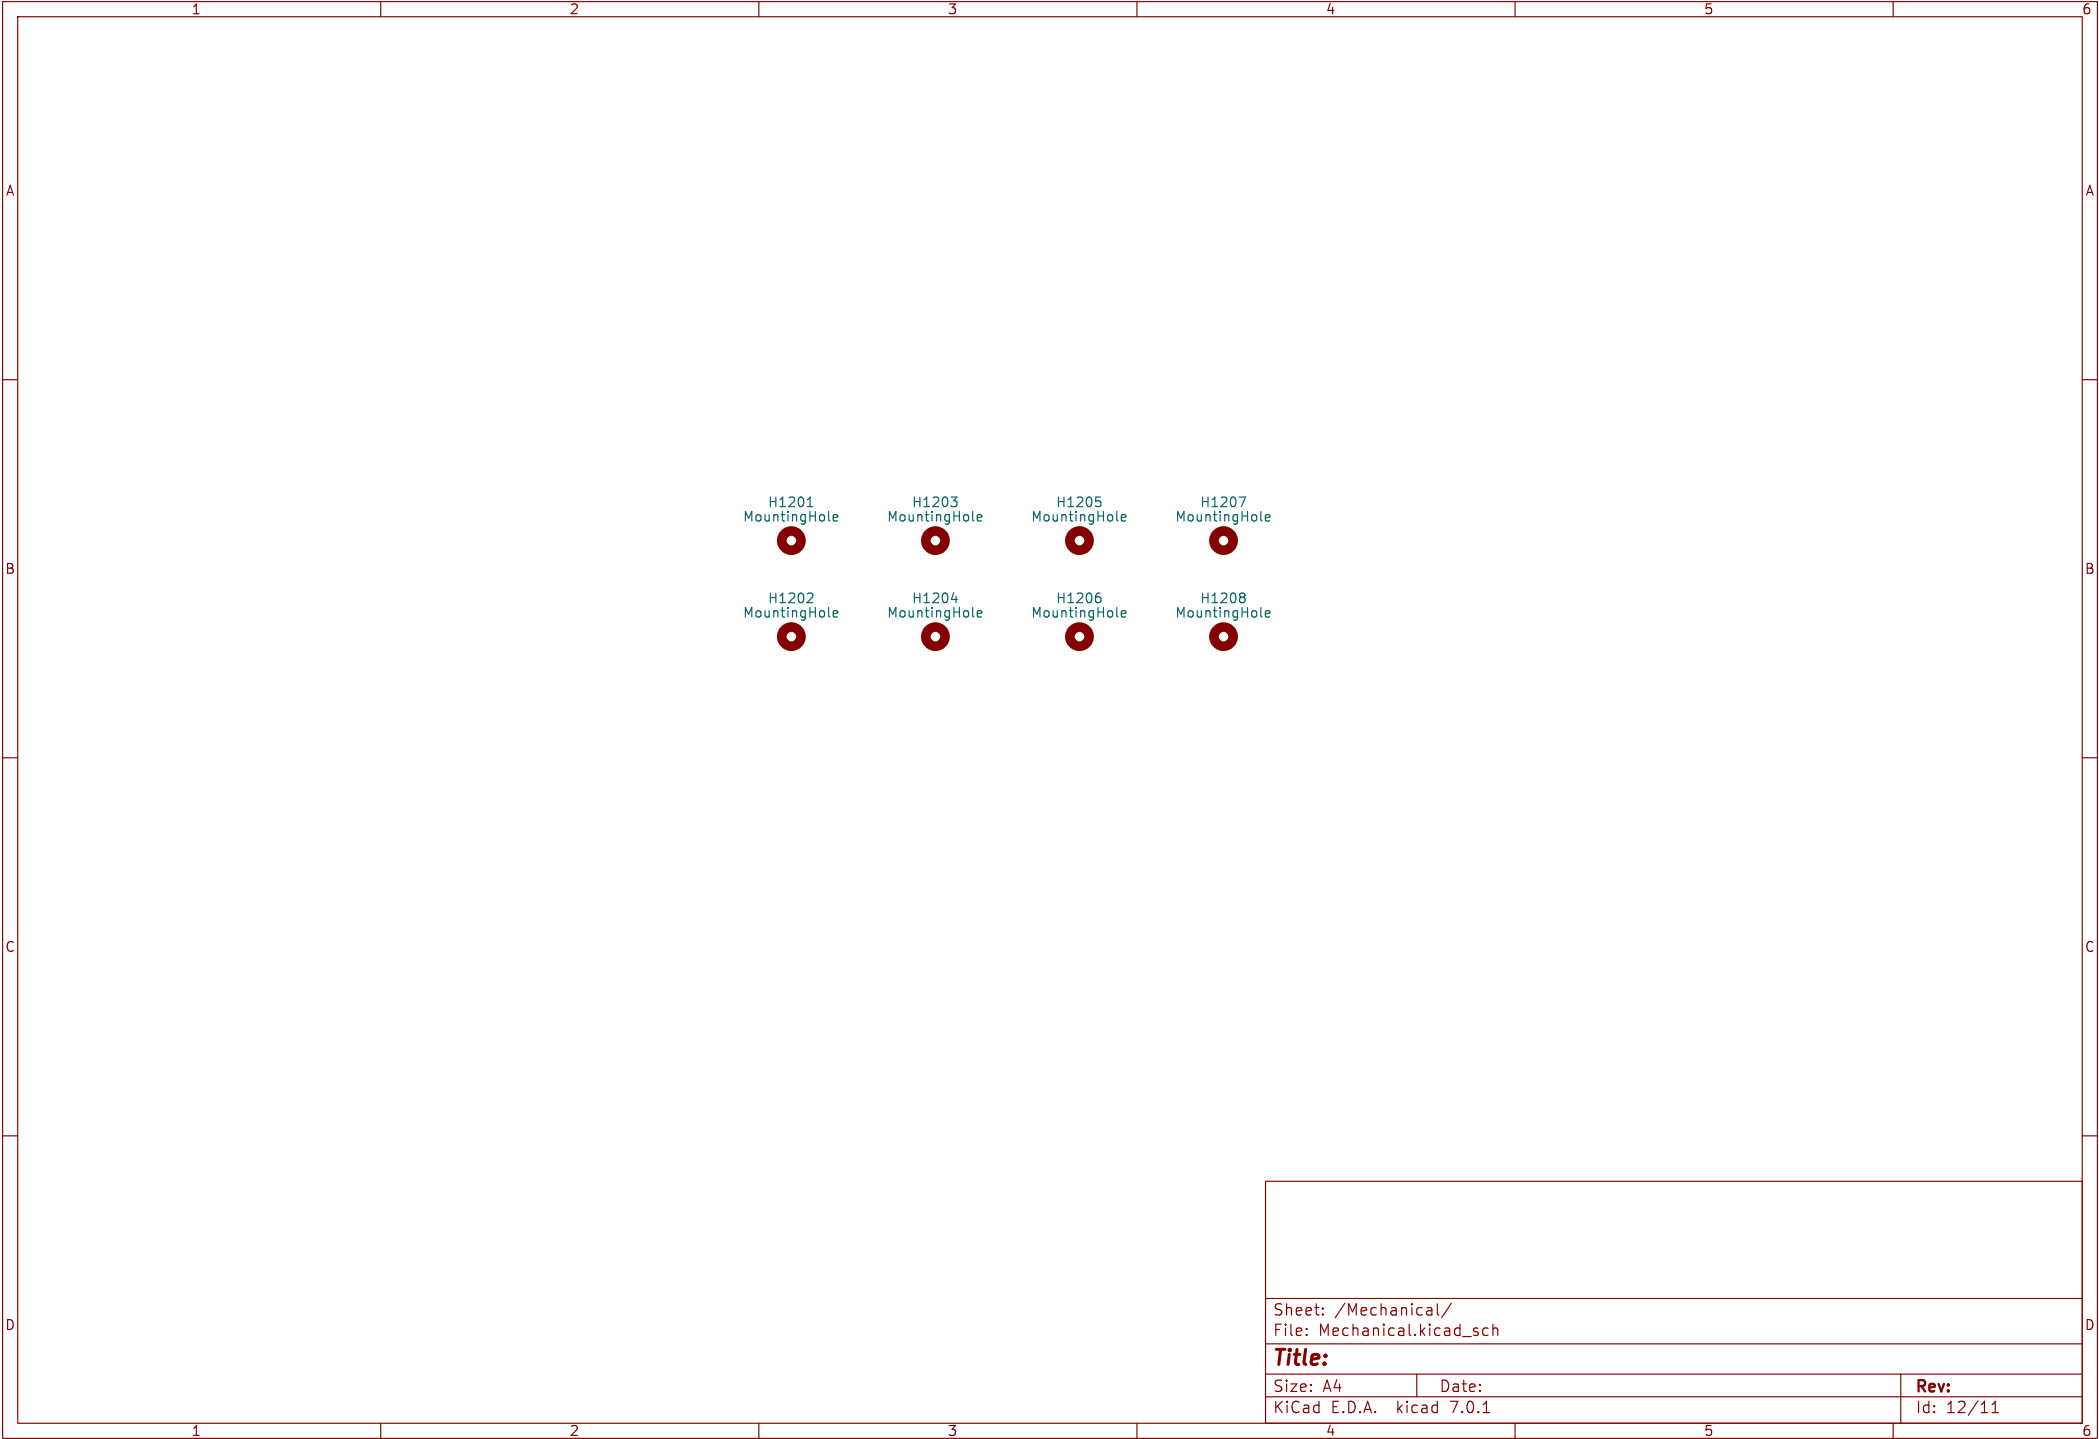 1 2 3 4 5 6
A A
H1201 H1203 H1205 H1207
MountingHole MountingHole MountingHole MountingHole
B B
H1202 H1204 H1206 H1208
MountingHole MountingHole MountingHole MountingHole
C C
Sheet: /Mechanical/
D D
File: Mechanical.kicad_sch
Title:
Size: A4 Date: Rev:
KiCad E.D.A. kicad 7.0.1 Id: 12/11
1 2 3 4 5 6